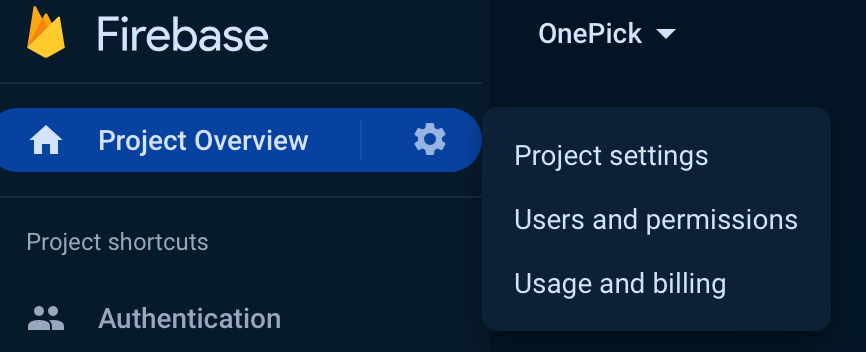 Firebase
OnePick
Project Overview
Project settings
Users and permissions
Usage and billing
Project shortcuts
Authentication